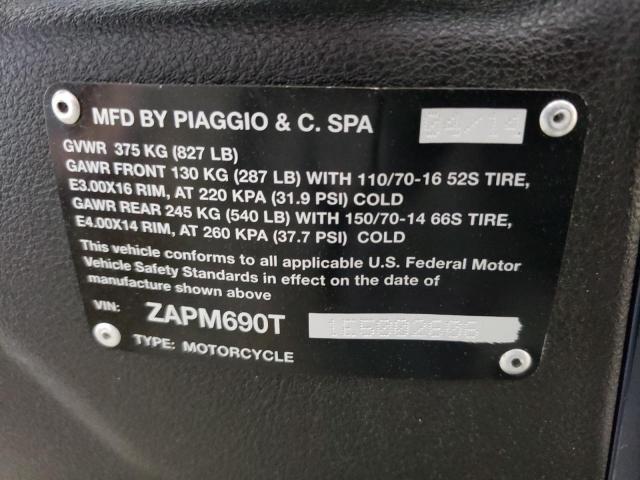 MFD BY PIAGGIO & C. SPA 04/14
GVWR 375 KG (827 LB)
GAWR FRONT 130 KG (287 LB) WITH 110/70-16 52S TIRE,
E3.00X16 RIM, AT 220 KPA (31.9 PSI) COLD
GAWR REAR 245 KG (540 LB) WITH 150/70-14 66S TIRE,
E4.00X14 RIM, AT 260 KPA (37.7 PSI) COLD
This vehicle conforms to all applicable U.S. Federal Motor
Vehicle Safety Standards in effect on the date of
manufacture shown above
VIN: ZAPM690T 1E5002606
TYPE: MOTORCYCLE